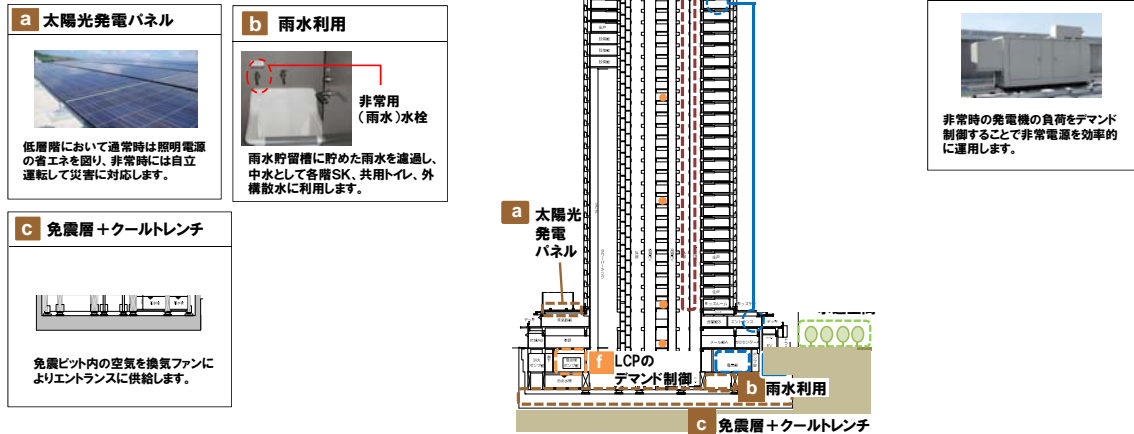 a 太陽光発電パネル
低層階において通常時は照明電源
の省エネを図り、非常時には自立
運転して災害に対応します。
b 雨水利用
非常用
（雨水）水栓
雨水貯留槽に貯めた雨水を濾過し、
中水として各階SK、共用トイレ、外
構散水に利用します。
c 免震層＋クールトレンチ
免震ピット内の空気を換気ファンに
よりエントランスに供給します。
a 太陽光
発電
パネル
f LCPの
デマンド制御
b 雨水利用
c 免震層＋クールトレンチ
非常時の発電機の負荷をデマンド
制御することで非常電源を効率的
に運用します。